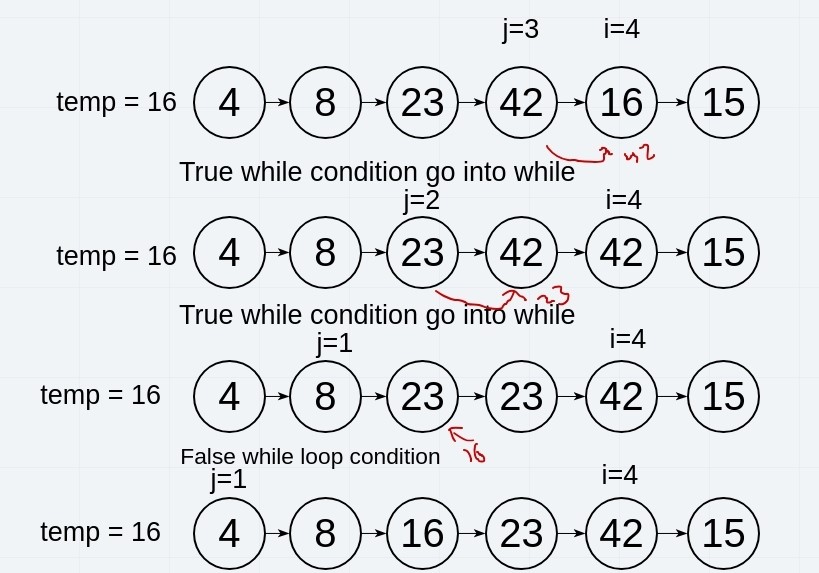 j=3 i=4
temp = 16 4 8 23 42 16 15
42
True while condition go into while
j=2 i=4
temp = 16 4 8 23 42 42 15
23
True while condition go into while
j=1 i=4
temp = 16 4 8 23 23 42 15
16
False while loop condition
j=1 i=4
temp = 16 4 8 16 23 42 15